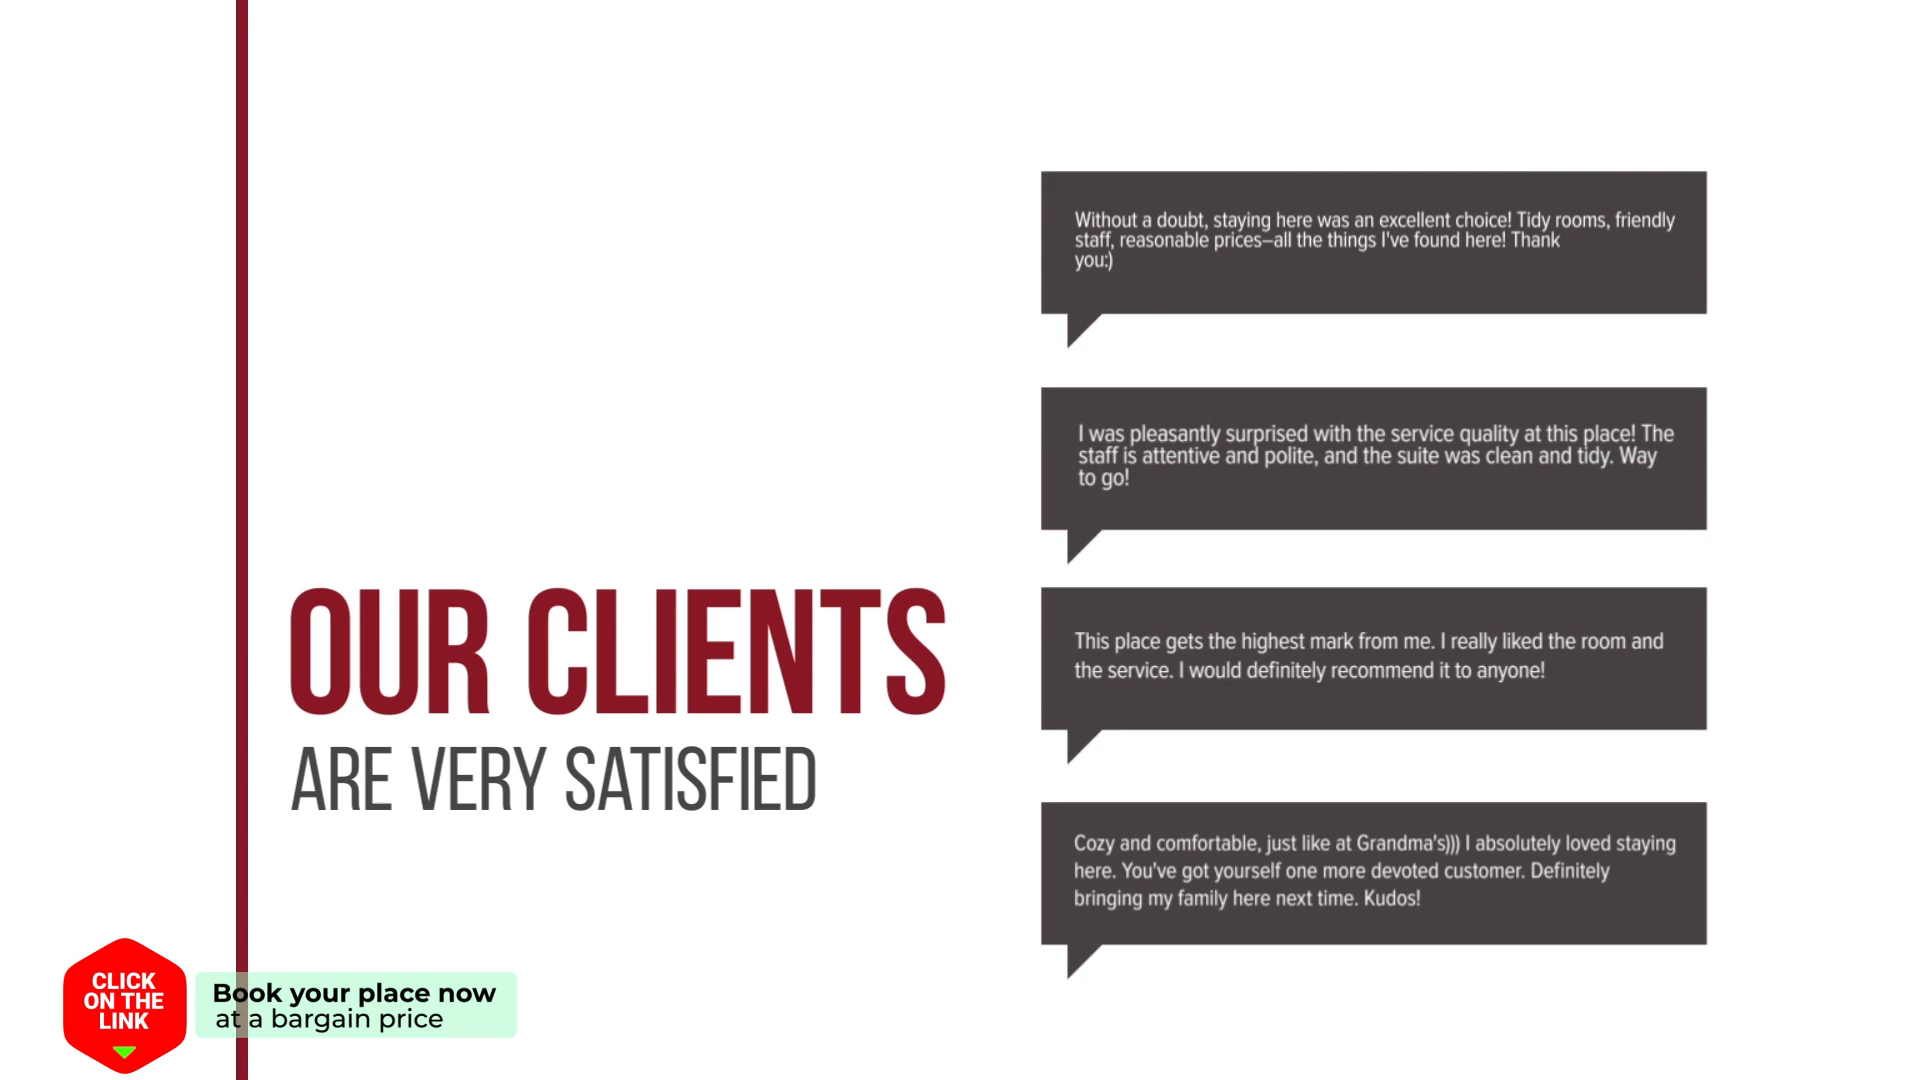 Without a doubt, staying here was an excellent choice! Tidy rooms, friendly
staff, reasonable prices–all the things I've found here! Thank
you:)
I was pleasantly surprised with the service quality at this place! The
staff is attentive and polite, and the suite was clean and tidy. Way
to go!
OUR CLIENTS
ARE VERY SATISFIED
This place gets the highest mark from me. I really liked the room and
the service. I would definitely recommend it to anyone!
Cozy and comfortable, just like at Grandma's))) I absolutely loved staying
here. You've got yourself one more devoted customer. Definitely
bringing my family here next time. Kudos!
CLICK
ON THE
LINK
Book your place now
at a bargain price